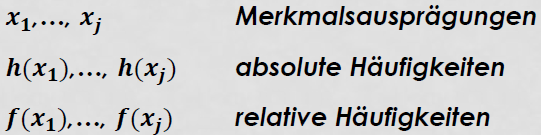 x₁,..., xⱼ Merkmalsausprägungen
h(x₁),..., h(xⱼ) absolute Häufigkeiten
f(x₁),..., f(xⱼ) relative Häufigkeiten